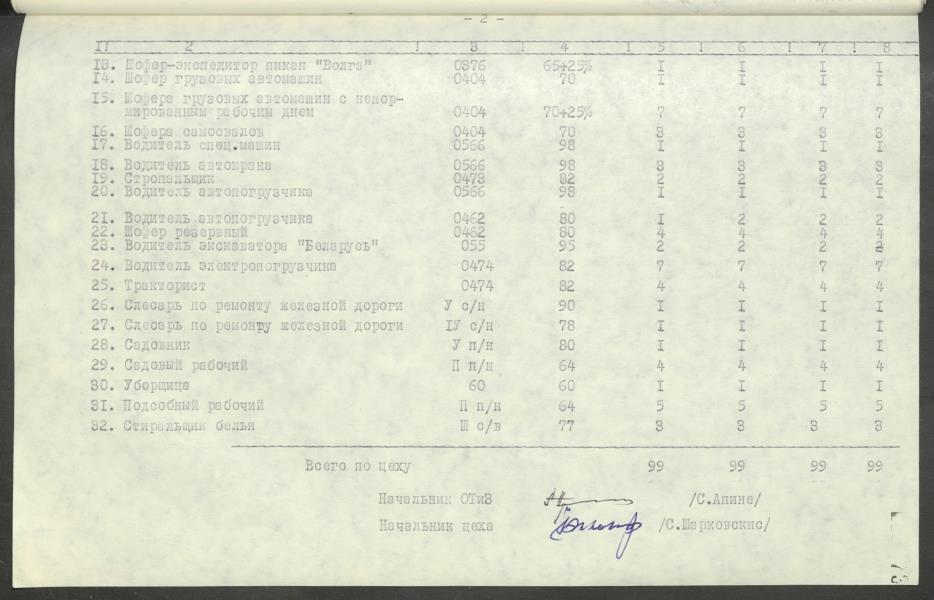 - 2 -
I! 2 ! 3 ! 4 ! 5 ! 6 ! 7 ! 8
13. Шофер-экспедитор пикап "Волга" 0376 65+25% I I I I
14. Шофер грузовых автомашин 0404 70 I I I I
15. Шофера грузовых автомашин с ненор-
мированным рабочим днем 0404 70+25% 7 7 7 7
16. Шофера самосвалов 0404 70 3 3 3 3
17. Водитель спец.машин 0566 98 I I I I
18. Водитель автокрана 0566 98 3 3 3 3
19. Стропальщик 0473 82 2 2 2 2
20. Водитель автопогрузчика 0566 98 I I I I
21. Водитель автопогрузчика 0462 80 I 2 2 2
22. Шофер резервный 0462 80 4 4 4 4
23. Водитель экскаватора "Беларусь" 055 95 2 2 2 2
24. Водитель электропогрузчика 0474 82 7 7 7 7
25. Тракторист 0474 82 4 4 4 4
26. Слесарь по ремонту железной дороги У с/н 90 I I I I
27. Слесарь по ремонту железной дороги IУ с/н 78 I I I I
28. Садовник У п/н 80 I I I I
29. Садовый рабочий П п/н 64 4 4 4 4
30. Уборщица 60 60 I I I I
31. Подсобный рабочий П п/н 64 5 5 5 5
32. Стиральщик белья Ш с/в 77 3 3 3 3
Всего по цеху 99 99 99 99
Начальник ОТиЗ /С.Апине/
Начальник цеха /С.Шарковскис/